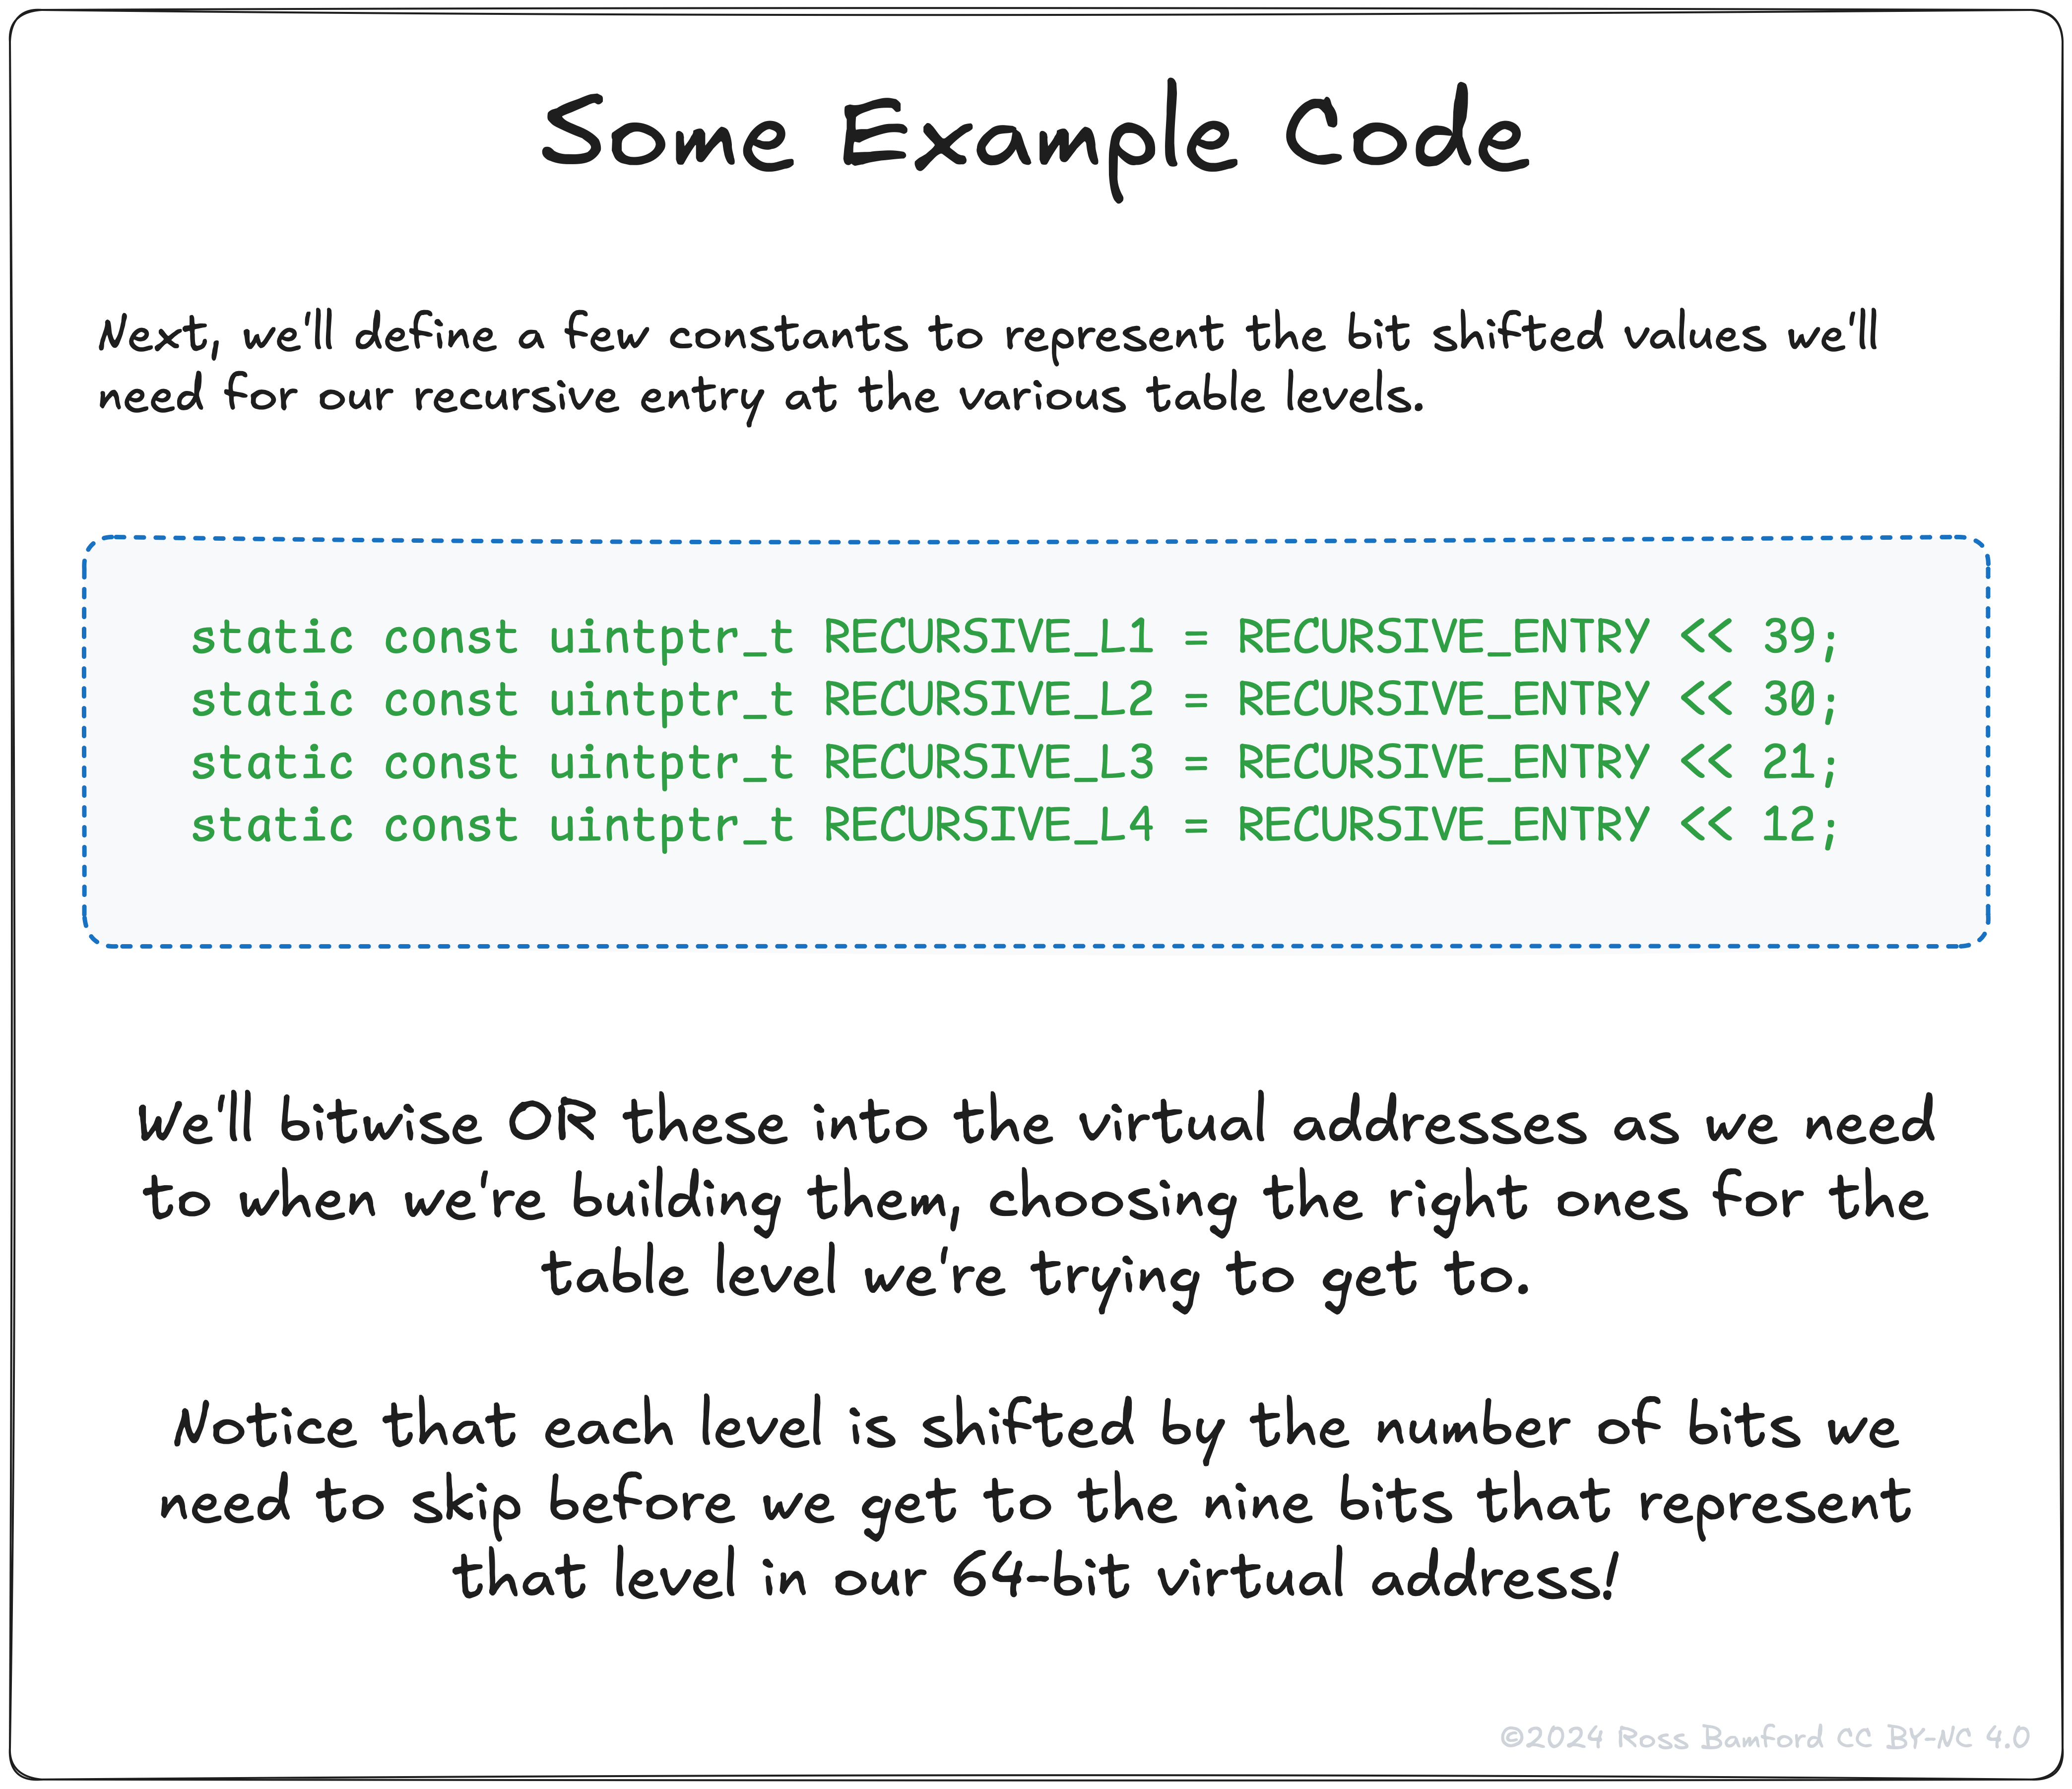 Some Example Code
Next, we'll define a few constants to represent the bit shifted values we'll
need for our recursive entry at the various table levels.
static const uintptr_t RECURSIVE_L1 = RECURSIVE_ENTRY << 39;
static const uintptr_t RECURSIVE_L2 = RECURSIVE_ENTRY << 30;
static const uintptr_t RECURSIVE_L3 = RECURSIVE_ENTRY << 21;
static const uintptr_t RECURSIVE_L4 = RECURSIVE_ENTRY << 12;
We'll bitwise OR these into the virtual addresses as we need
to when we're building them, choosing the right ones for the
table level we're trying to get to.
Notice that each level is shifted by the number of bits we
need to skip before we get to the nine bits that represent
that level in our 64-bit virtual address!
©2024 Ross Bamford CC BY-NC 4.0